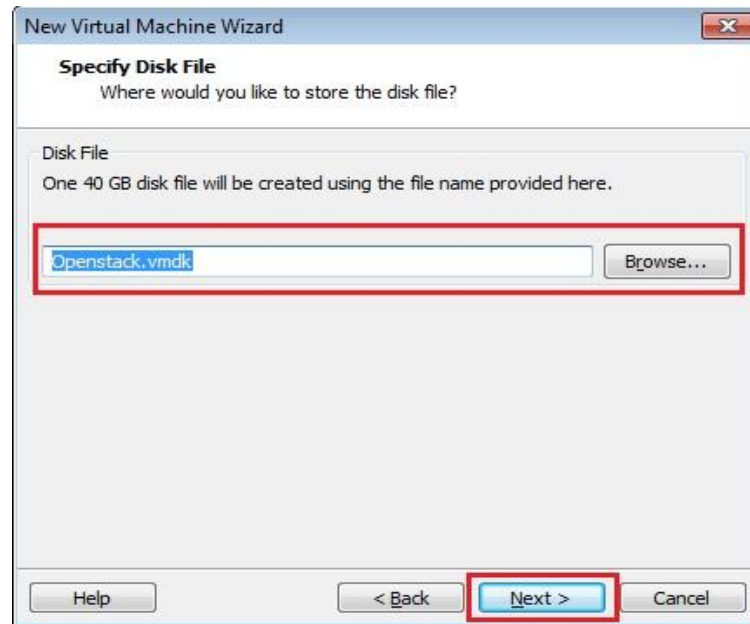 New Virtual Machine Wizard
Specify Disk File
Where would you like to store the disk file?
Disk File
One 40 GB disk file will be created using the file name provided here.
Openstack.vmdk Browse...
Help < Back Next > Cancel